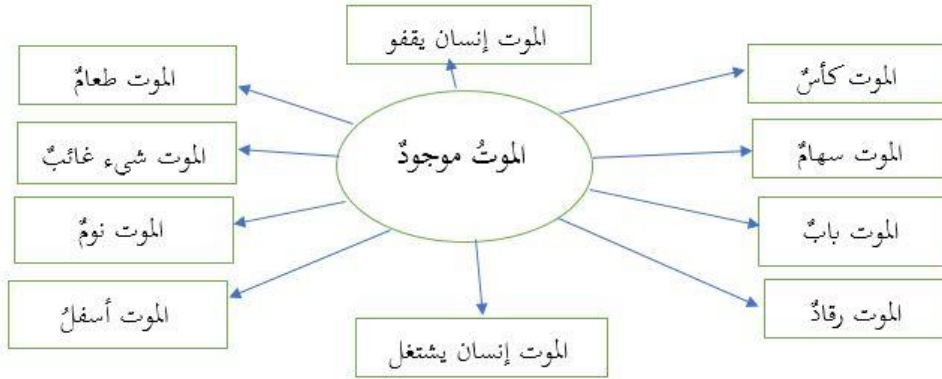 الموت إنسان يقفو
الموت كأسٌ
الموت طعامٌ
الموتُ موجودٌ
الموت سهامٌ
الموت شيء غائبٌ
الموت بابٌ
الموت نومٌ
الموت رقادٌ
الموت أسفلُ
الموت إنسان يشتغل